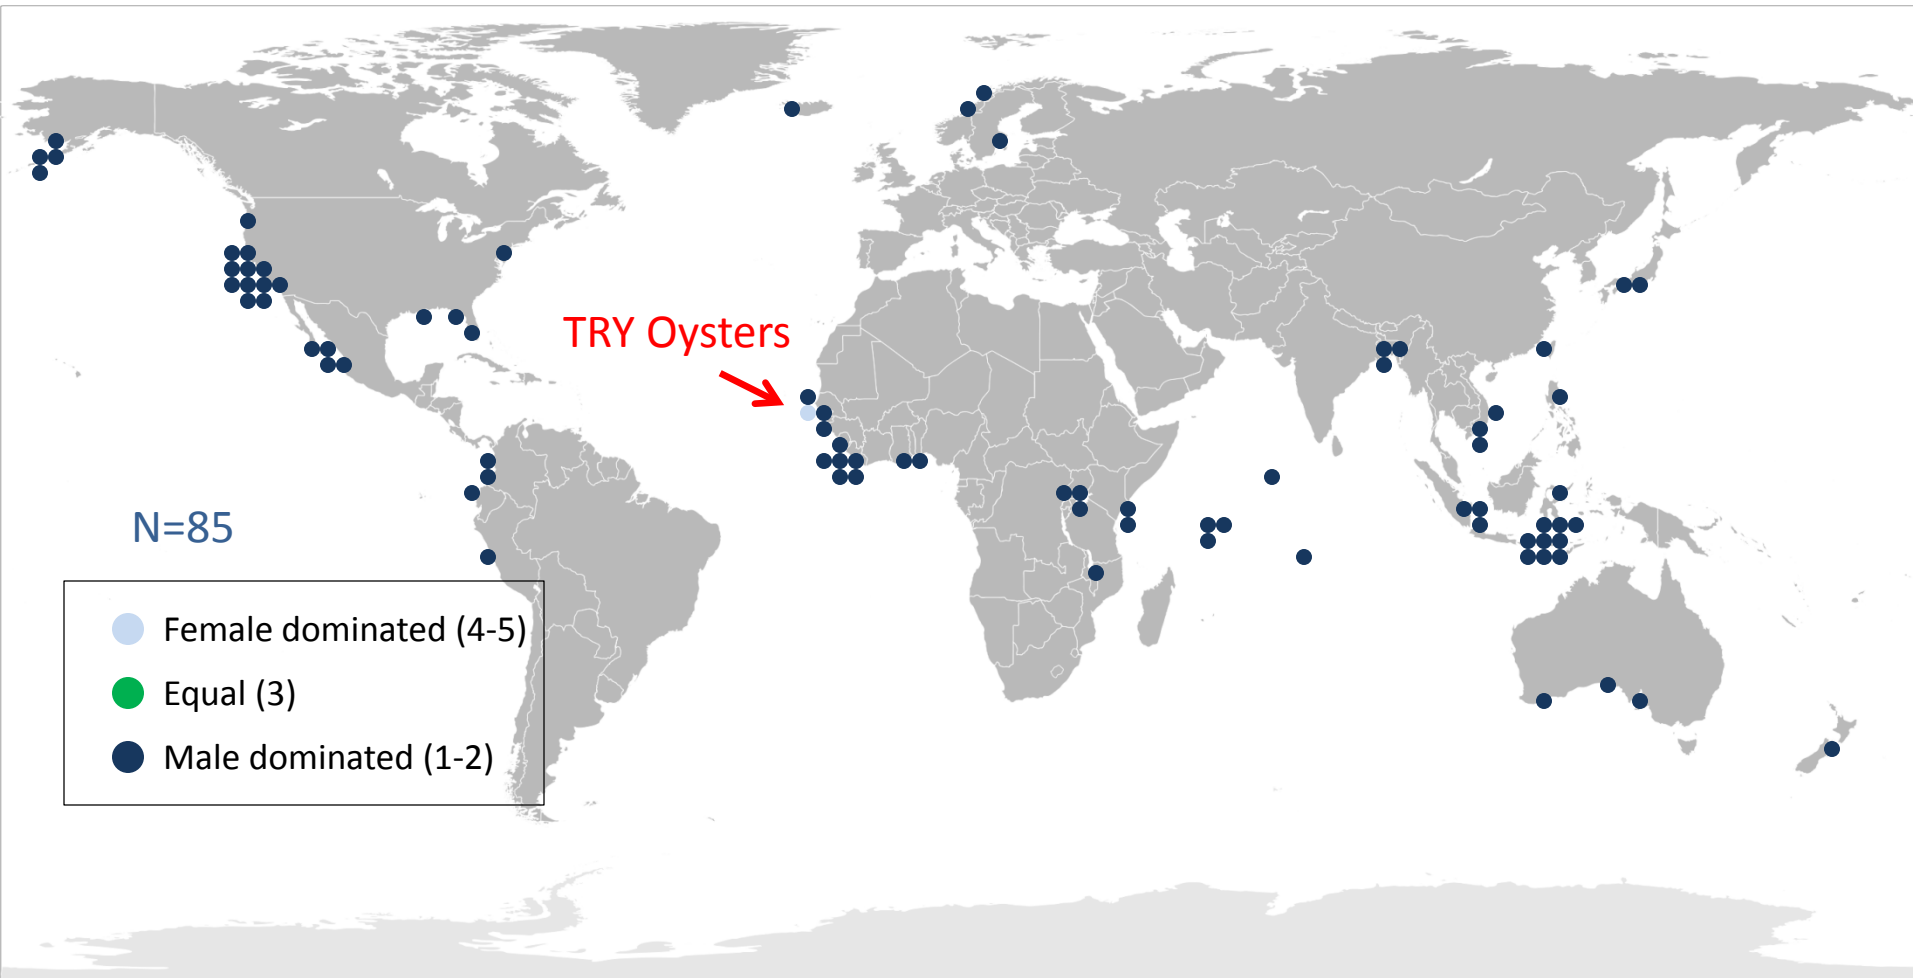 TRY Oysters
N=85
Female dominated (4-5)
Equal (3)
Male dominated (1-2)